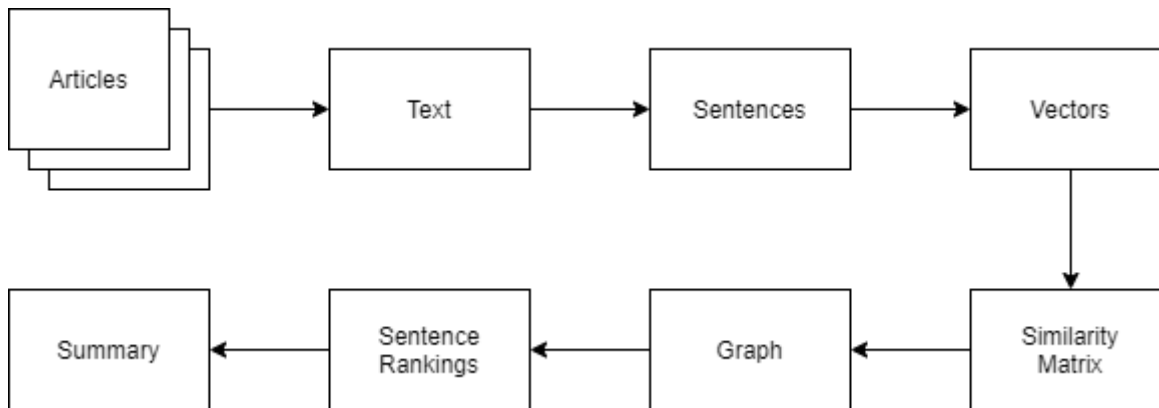 Articles
Text
Sentences
Vectors
Summary
Sentence
Rankings
Graph
Similarity
Matrix